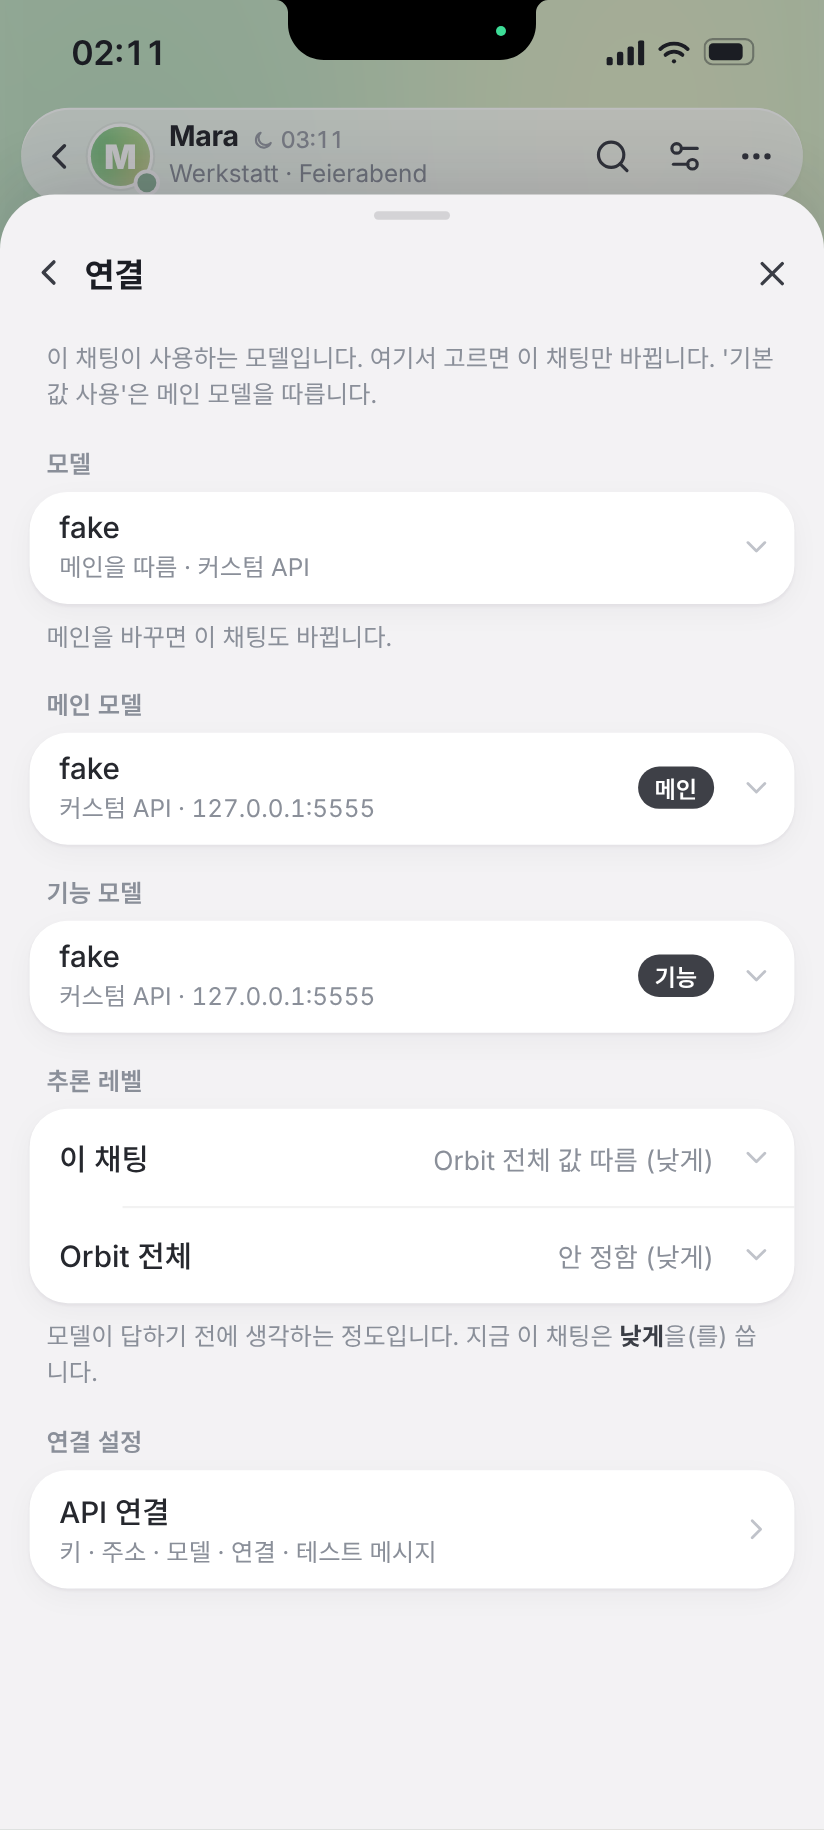 02:11
M
Mara 03:11
Werkstatt · Feierabend
연결
이 채팅이 사용하는 모델입니다. 여기서 고르면 이 채팅만 바뀝니다. '기본
값 사용'은 메인 모델을 따릅니다.
모델
fake
메인을 따름 · 커스텀 API
메인을 바꾸면 이 채팅도 바뀝니다.
메인 모델
fake
커스텀 API · 127.0.0.1:5555
메인
기능 모델
fake
커스텀 API · 127.0.0.1:5555
기능
추론 레벨
이 채팅 Orbit 전체 값 따름 (낮게)
Orbit 전체 안 정함 (낮게)
모델이 답하기 전에 생각하는 정도입니다. 지금 이 채팅은 낮게을(를) 씁
니다.
연결 설정
API 연결
키 · 주소 · 모델 · 연결 · 테스트 메시지